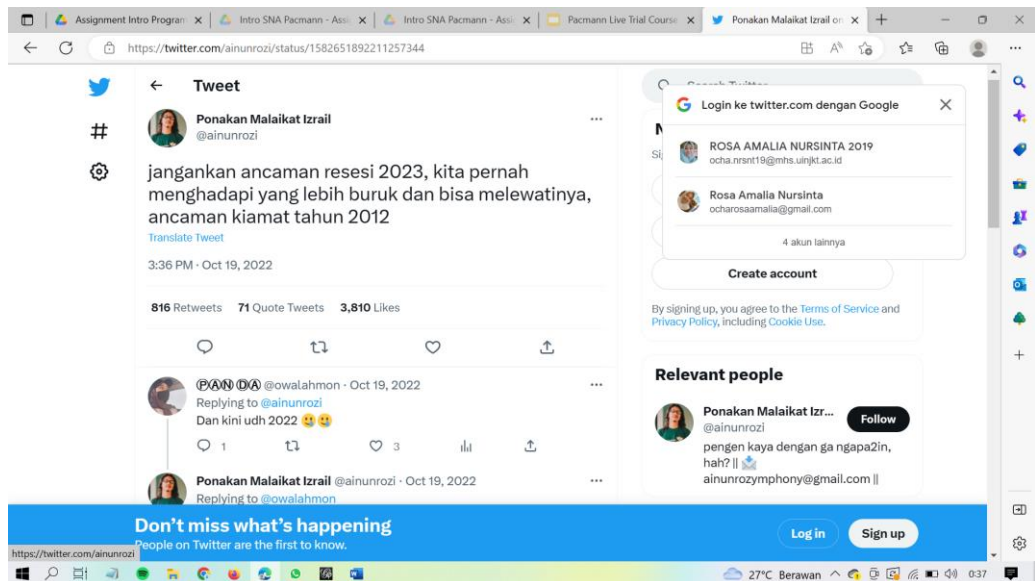 Assignment Intro Program
Intro SNA Pacmann - Assi
Intro SNA Pacmann - Assi
Pacmann Live Trial Course
Ponakan Malaikat Izrail on
https://twitter.com/ainunrozi/status/1582651892211257344
Tweet
Ponakan Malaikat Izrail
@ainunrozi
jangankan ancaman resesi 2023, kita pernah
menghadapi yang lebih buruk dan bisa melewatinya,
ancaman kiamat tahun 2012
Translate Tweet
3:36 PM · Oct 19, 2022
816 Retweets 71 Quote Tweets 3,810 Likes
ⓅⒶⓃ ⒹⒶ @owalahmon · Oct 19, 2022
Replying to @ainunrozi
Dan kini udh 2022 🥲🥲
1 3
Ponakan Malaikat Izrail @ainunrozi · Oct 19, 2022
Replying to @owalahmon
Login ke twitter.com dengan Google
ROSA AMALIA NURSINTA 2019
ocha.nrsnt19@mhs.uinjkt.ac.id
Rosa Amalia Nursinta
ocharosaamalia@gmail.com
4 akun lainnya
Create account
By signing up, you agree to the Terms of Service and
Privacy Policy, including Cookie Use.
Relevant people
Ponakan Malaikat Izr...
@ainunrozi
Follow
pengen kaya dengan ga ngapa2in,
hah? || 📩
ainunrozymphony@gmail.com ||
Don't miss what's happening
People on Twitter are the first to know.
Log in
Sign up
https://twitter.com/ainunrozi
27°C Berawan
0:37